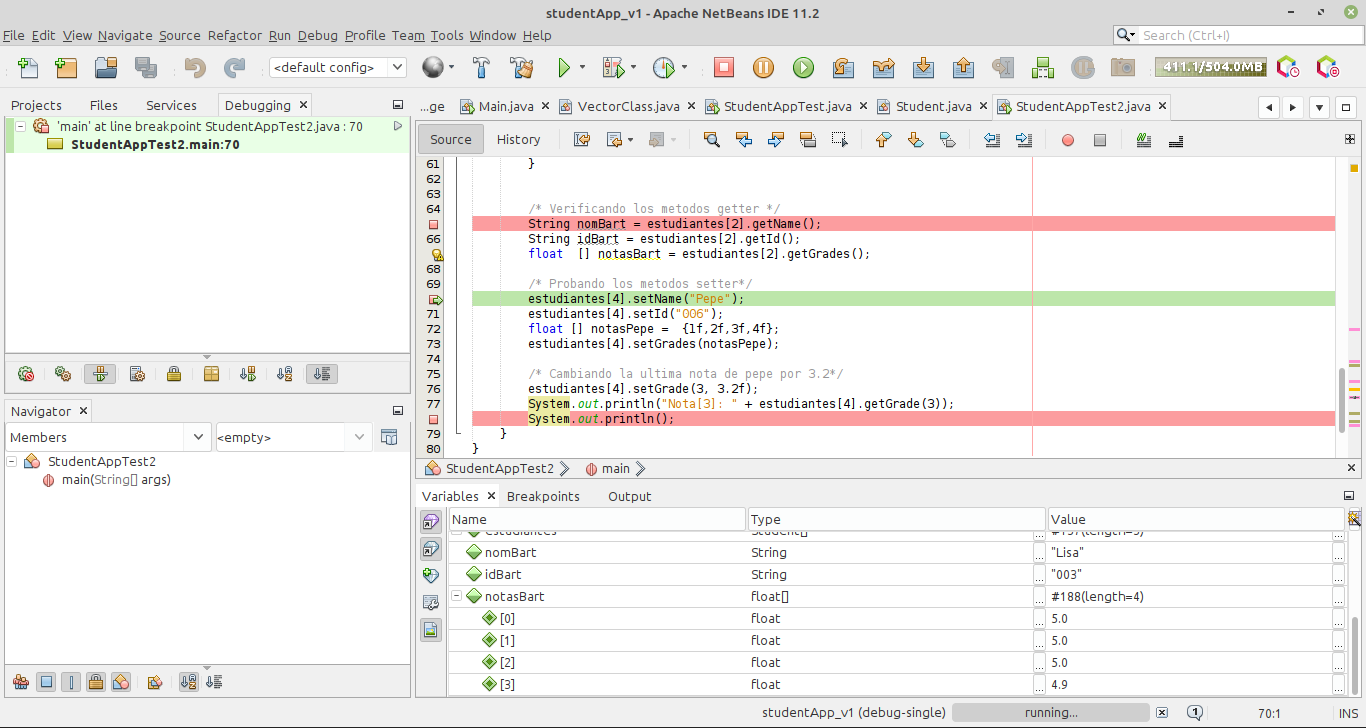 studentApp_v1 - Apache NetBeans IDE 11.2
File Edit View Navigate Source Refactor Run Debug Profile Team Tools Window Help
Search (Ctrl+I)
<default config>
411.1/504.0MB
Projects Files Services Debugging
...ge Main.java VectorClass.java StudentAppTest.java Student.java StudentAppTest2.java
'main' at line breakpoint StudentAppTest2.java : 70
StudentAppTest2.main:70
Source History
61 }
62
63
64 /* Verificando los metodos getter */
String nomBart = estudiantes[2].getName();
66 String idBart = estudiantes[2].getId();
float [] notasBart = estudiantes[2].getGrades();
68
69 /* Probando los metodos setter*/
estudiantes[4].setName("Pepe");
71 estudiantes[4].setId("006");
72 float [] notasPepe = {1f,2f,3f,4f};
73 estudiantes[4].setGrades(notasPepe);
74
75 /* Cambiando la ultima nota de pepe por 3.2*/
76 estudiantes[4].setGrade(3, 3.2f);
77 System.out.println("Nota[3]: " + estudiantes[4].getGrade(3));
System.out.println();
79 }
80 }
Navigator
Members
<empty>
StudentAppTest2
main(String[] args)
StudentAppTest2 main
Variables Breakpoints Output
Name Type Value
estudiantes Student[] #137(length=5)
nomBart String "Lisa"
idBart String "003"
notasBart float[] #188(length=4)
[0] float 5.0
[1] float 5.0
[2] float 5.0
[3] float 4.9
studentApp_v1 (debug-single) running... 1 70:1 INS